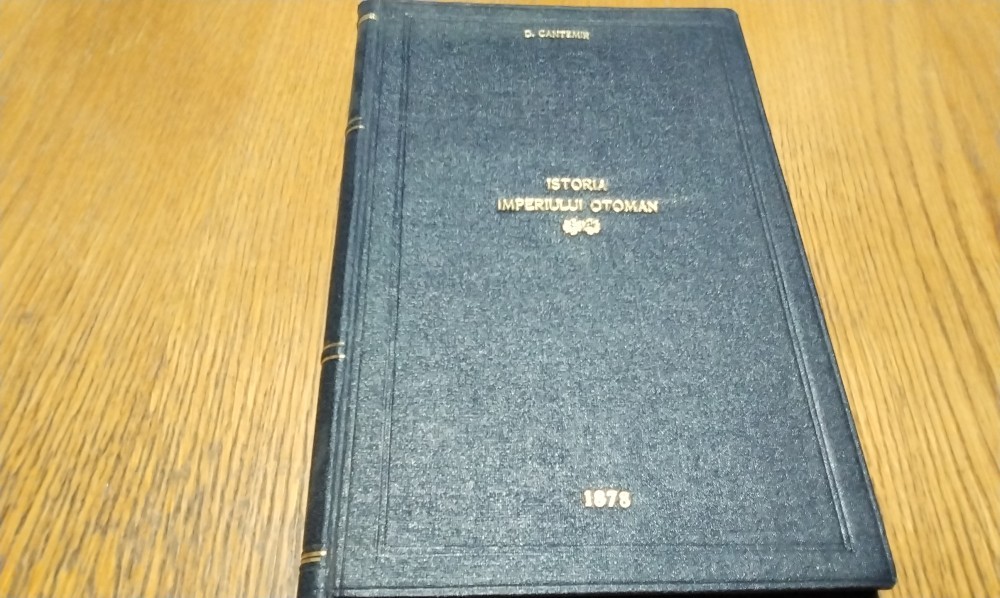 D. CANTEMIR
ISTORIA
IMPERIULUI OTOMAN
1878